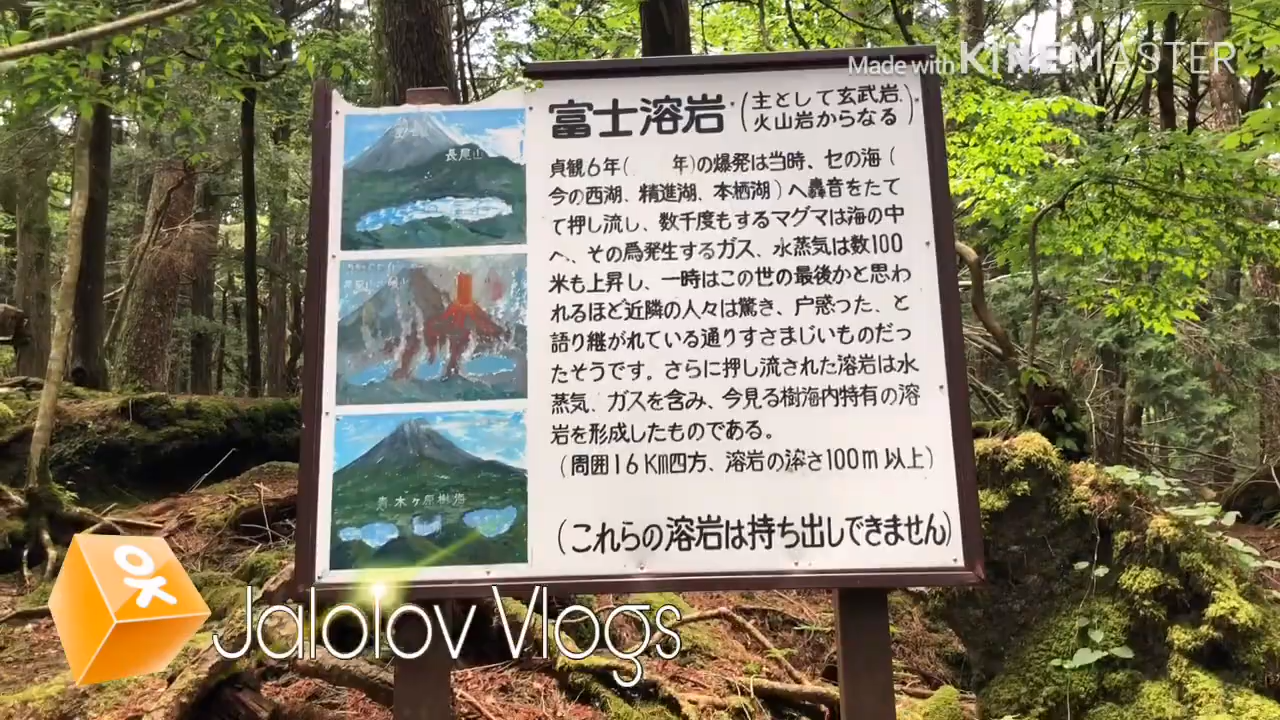 Made with KINEMASTER
富士溶岩 (主として玄武岩.
火山岩からなる)
貞観6年(　　年)の爆発は当時、セの海(
今の西湖、精進湖、本栖湖)へ轟音をたて
て押し流し、数千度もするマグマは海の中
へ、その爲発生するガス、水蒸気は数100
米も上昇し、一時はこの世の最後かと思わ
れるほど近隣の人々は驚き、戸惑った、と
語り継がれている通りすさまじいものだっ
たそうです。さらに押し流された溶岩は水
蒸気、ガスを含み、今見る樹海内特有の溶
岩を形成したものである。
(周囲16Km四方、溶岩の深さ100m以上)
(これらの溶岩は持ち出しできません)
長尾山
青木ヶ原樹海
ok
Jalolov Vlogs